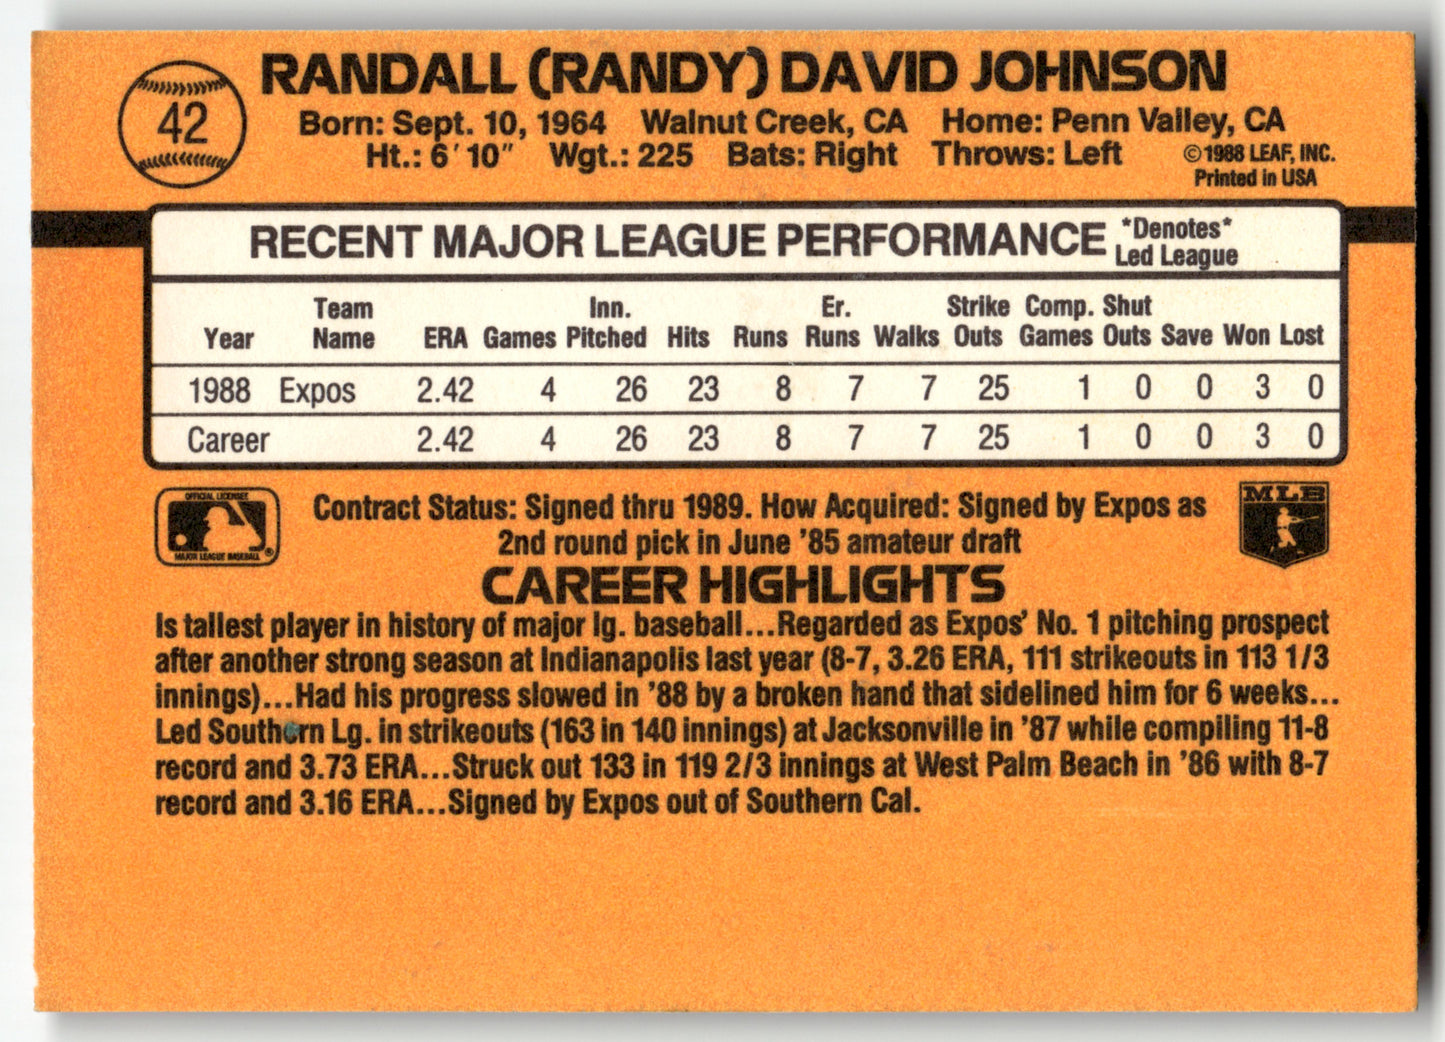 42
RANDALL (RANDY) DAVID JOHNSON
Born: Sept. 10, 1964 Walnut Creek, CA Home: Penn Valley, CA
Ht.: 6' 10" Wgt.: 225 Bats: Right Throws: Left
©1988 LEAF, INC.
Printed in USA
RECENT MAJOR LEAGUE PERFORMANCE *Denotes*
Led League
Team Inn. Er. Strike Comp. Shut
Year Name ERA Games Pitched Hits Runs Runs Walks Outs Games Outs Save Won Lost
1988 Expos 2.42 4 26 23 8 7 7 25 1 0 0 3 0
Career 2.42 4 26 23 8 7 7 25 1 0 0 3 0
OFFICIAL LICENSEE
MAJOR LEAGUE BASEBALL ®
Contract Status: Signed thru 1989. How Acquired: Signed by Expos as
2nd round pick in June '85 amateur draft
MLB
CAREER HIGHLIGHTS
Is tallest player in history of major lg. baseball...Regarded as Expos' No. 1 pitching prospect
after another strong season at Indianapolis last year (8-7, 3.26 ERA, 111 strikeouts in 113 1/3
innings)...Had his progress slowed in '88 by a broken hand that sidelined him for 6 weeks...
Led Southern Lg. in strikeouts (163 in 140 innings) at Jacksonville in '87 while compiling 11-8
record and 3.73 ERA...Struck out 133 in 119 2/3 innings at West Palm Beach in '86 with 8-7
record and 3.16 ERA...Signed by Expos out of Southern Cal.